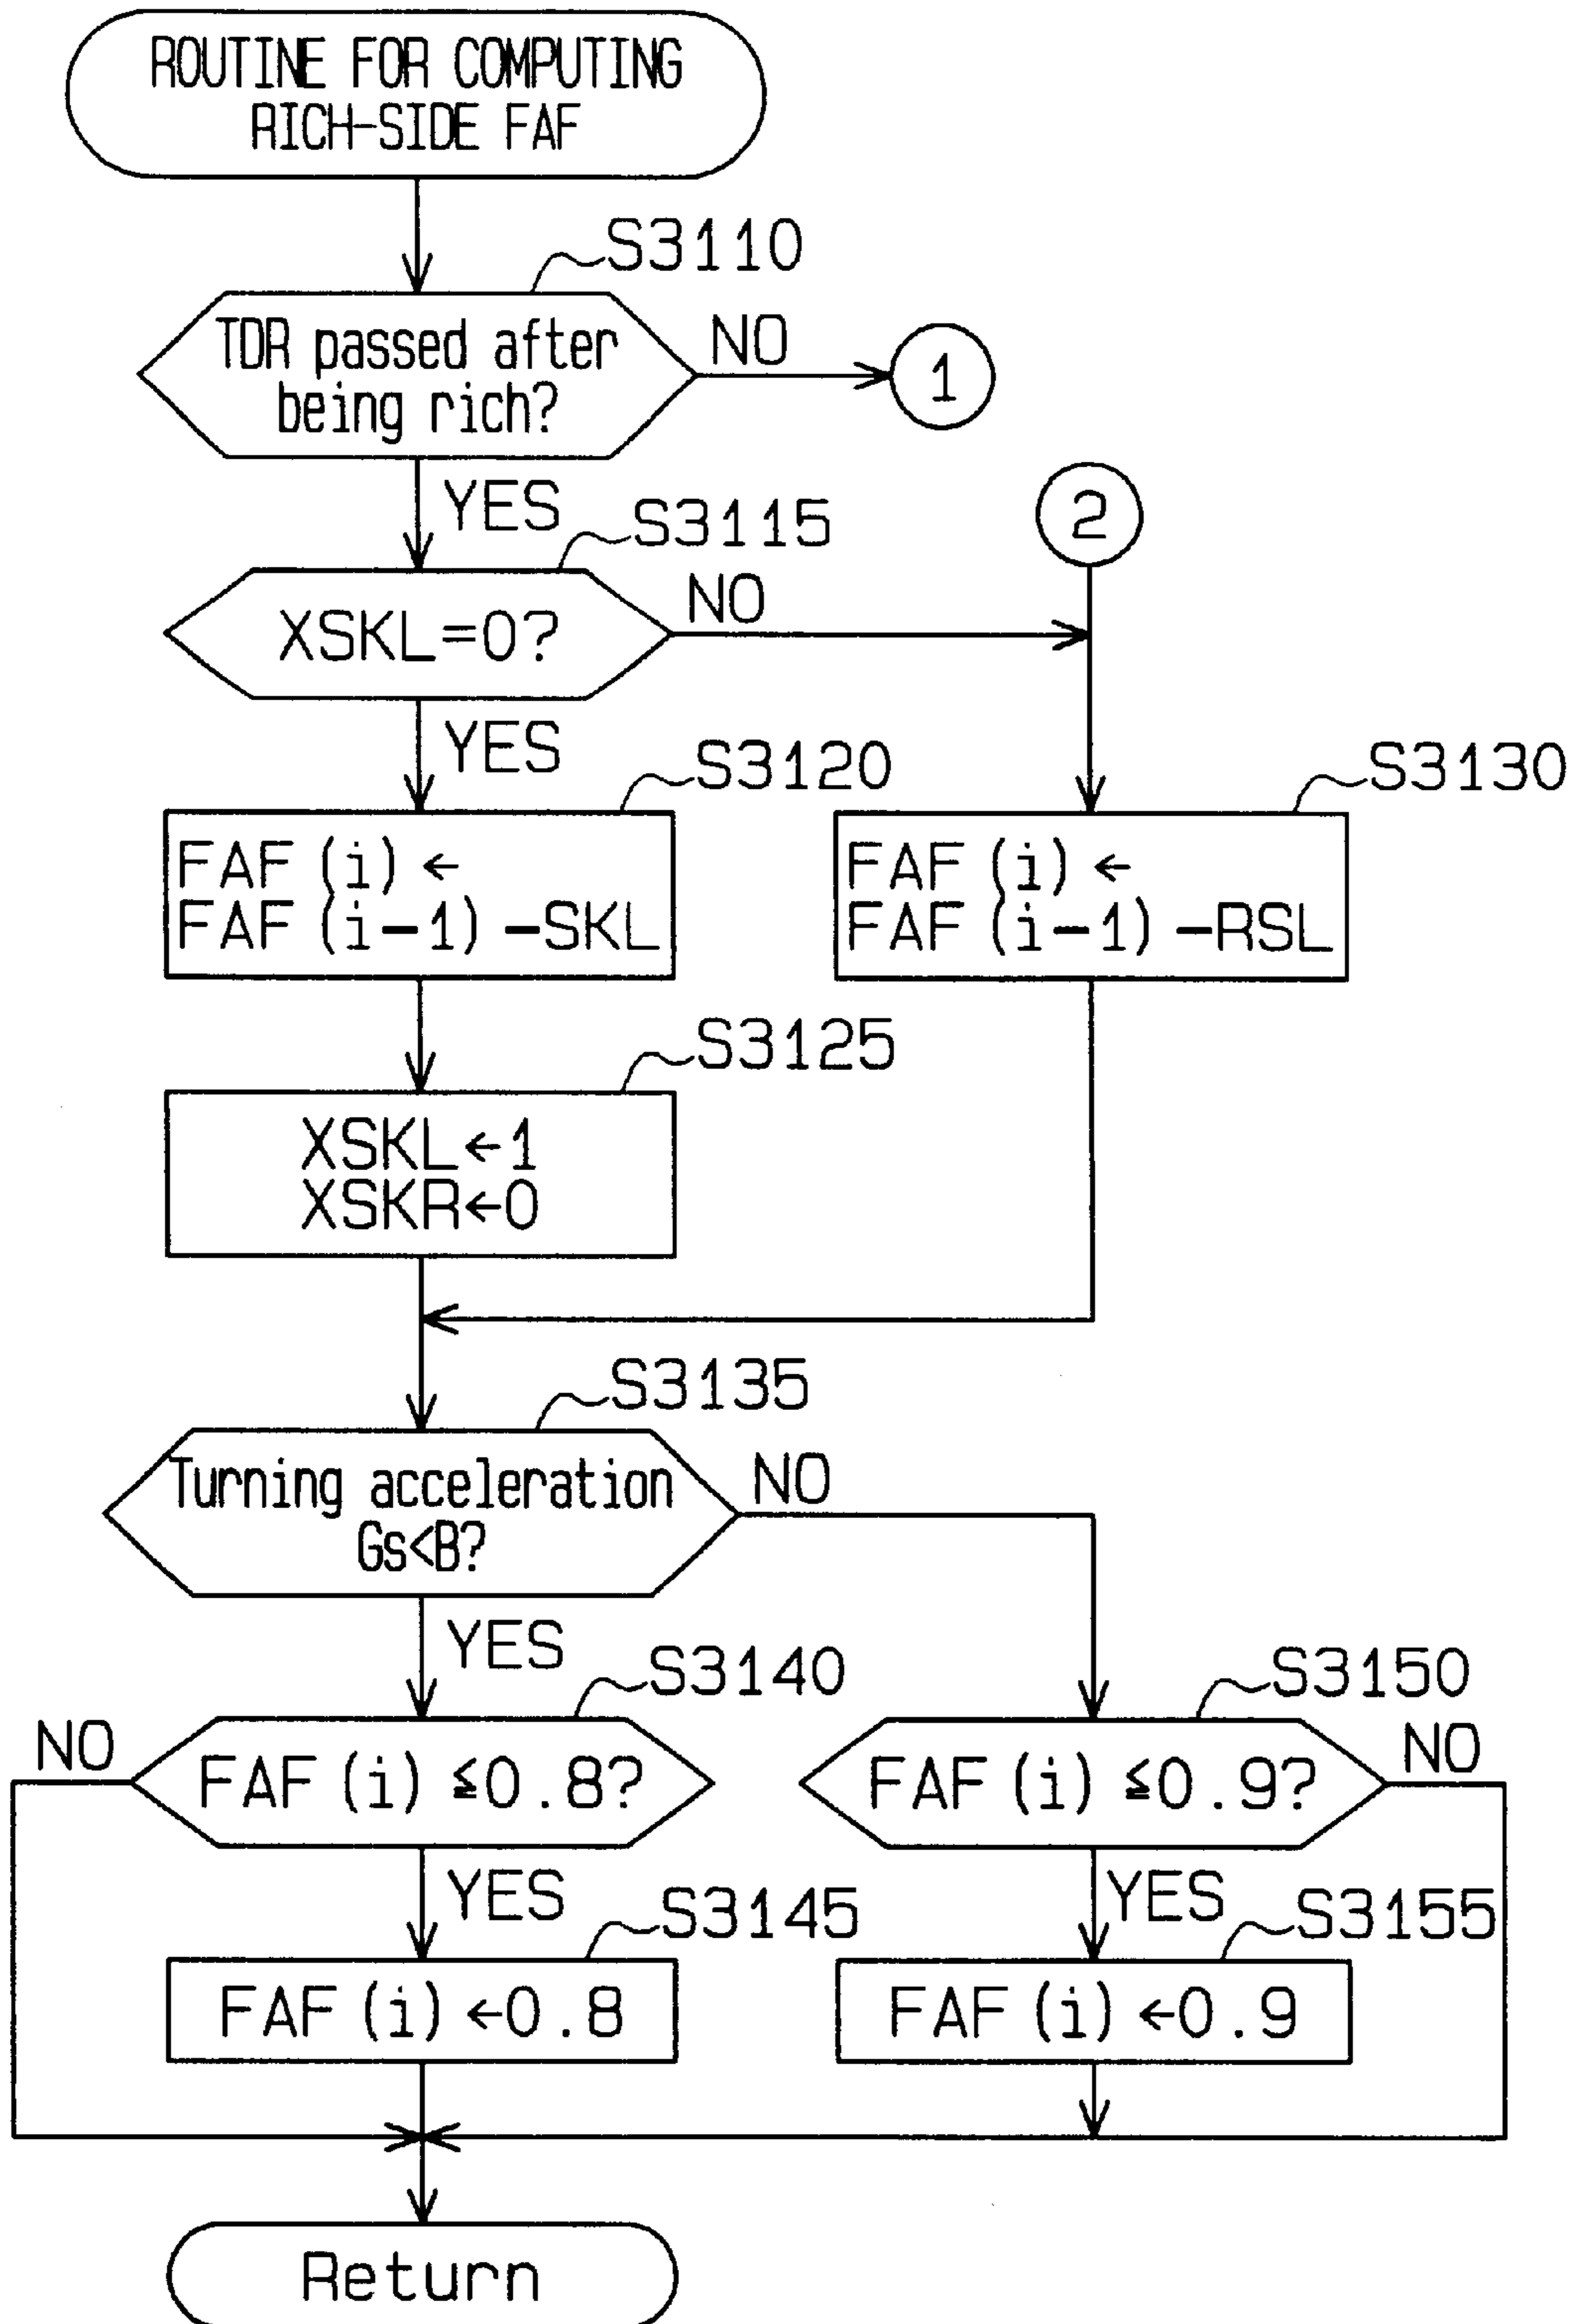 ROUTINE FOR COMPUTING
RICH-SIDE FAF
S3110
TDR passed after
being rich?
NO
1
YES
2
S3115
XSKL=0?
NO
YES
S3120
FAF (i) ←
FAF (i-1) -SKL
S3130
FAF (i) ←
FAF (i-1) -RSL
S3125
XSKL←1
XSKR←0
S3135
Turning acceleration
Gs<B?
NO
YES
S3140
NO
FAF (i) ≦0.8?
S3150
FAF (i) ≦0.9?
NO
YES
S3145
FAF (i) ←0.8
YES
S3155
FAF (i) ←0.9
Return